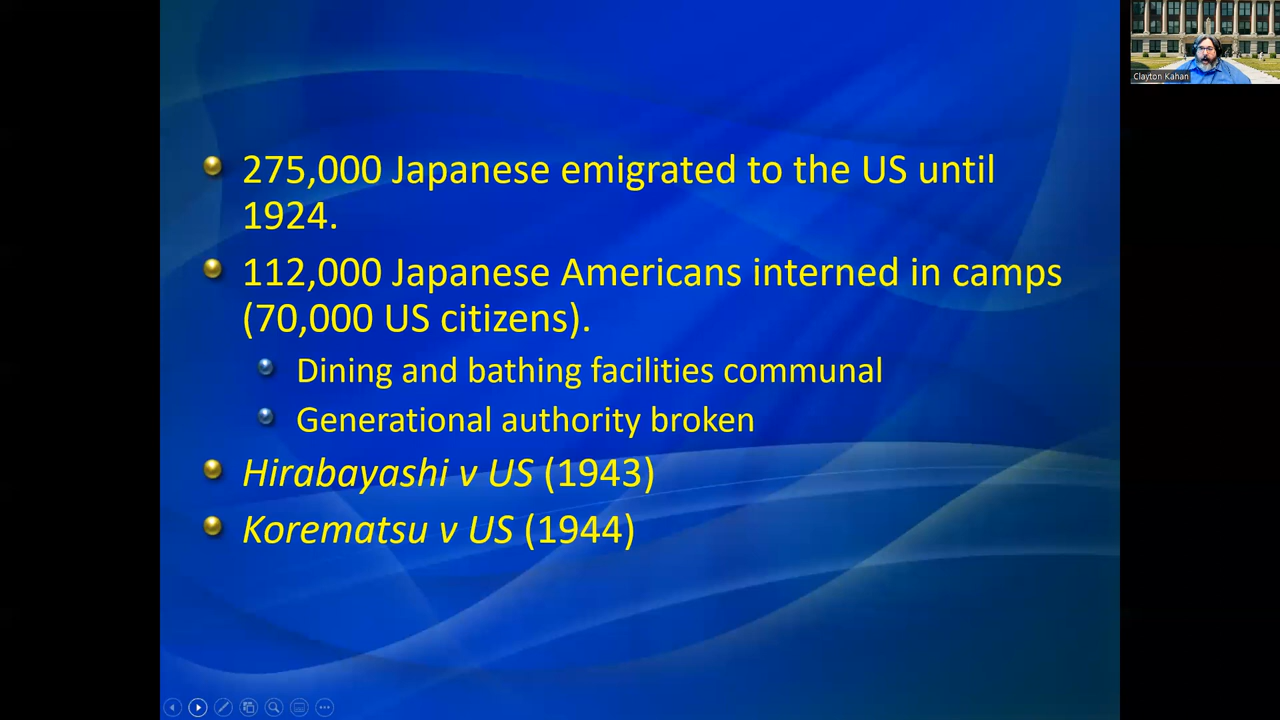 275,000 Japanese emigrated to the US until
1924.
112,000 Japanese Americans interned in camps
(70,000 US citizens).
Dining and bathing facilities communal
Generational authority broken
Hirabayashi v US (1943)
Korematsu v US (1944)
Clayton Kahan